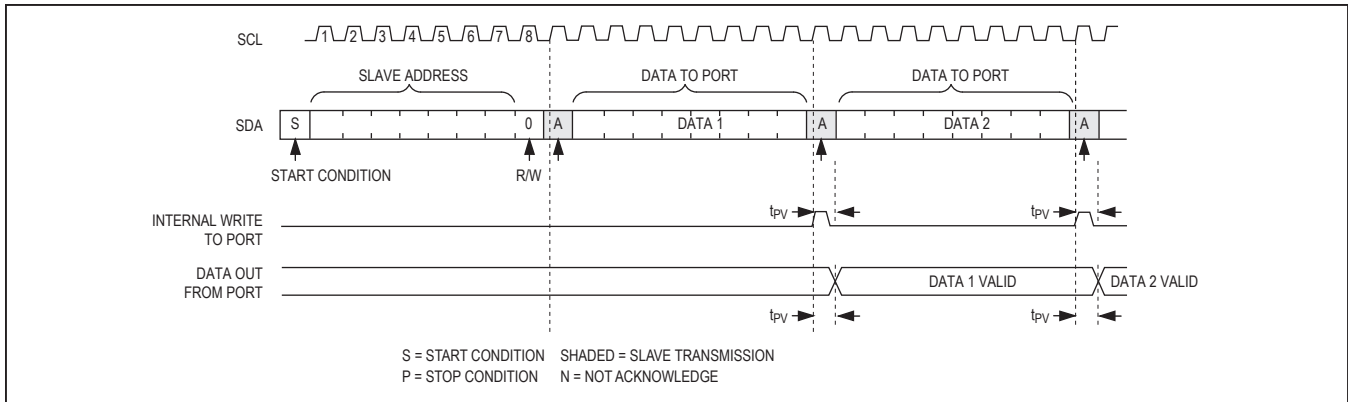 SCL 1 2 3 4 5 6 7 8
SLAVE ADDRESS DATA TO PORT DATA TO PORT
SDA S 0 A DATA 1 A DATA 2 A
START CONDITION R/W
INTERNAL WRITE
TO PORT
tPV tPV
DATA OUT
FROM PORT
DATA 1 VALID DATA 2 VALID
tPV tPV
S = START CONDITION SHADED = SLAVE TRANSMISSION
P = STOP CONDITION N = NOT ACKNOWLEDGE